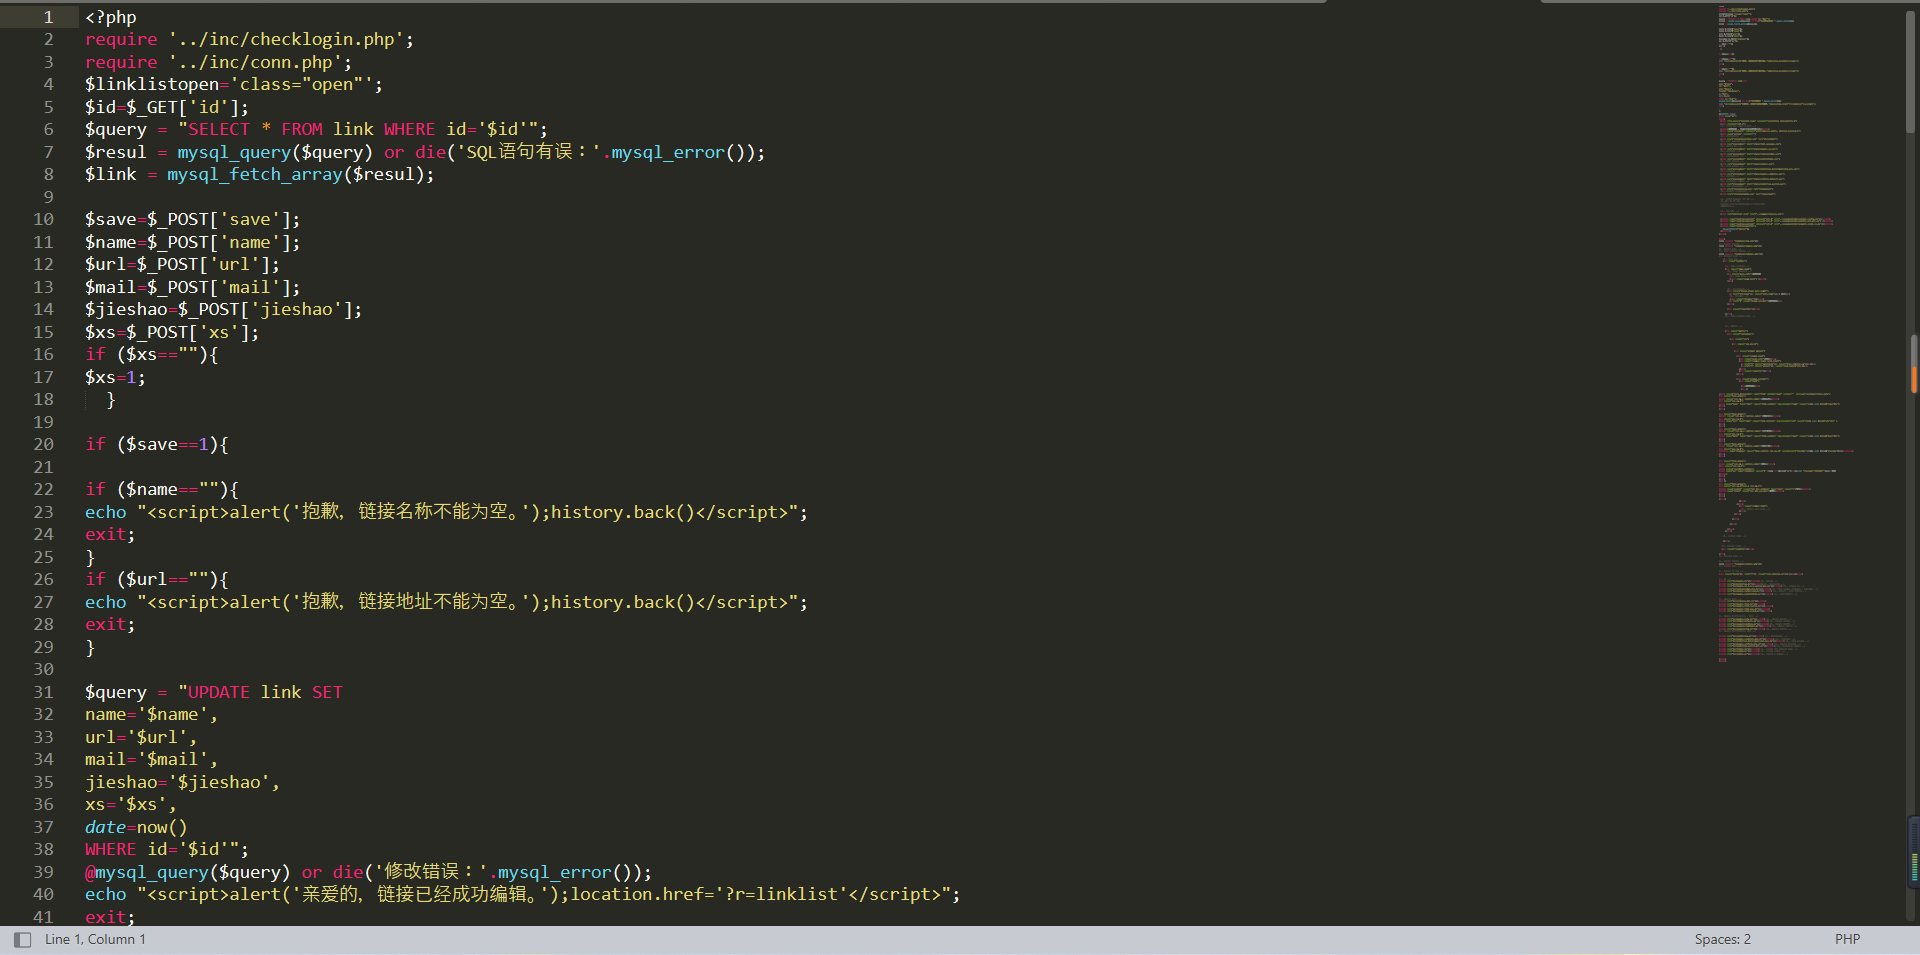 1 <?php
2 require '../inc/checklogin.php';
3 require '../inc/conn.php';
4 $linklistopen='class="open"';
5 $id=$_GET['id'];
6 $query = "SELECT * FROM link WHERE id='$id'";
7 $resul = mysql_query($query) or die('SQL语句有误：'.mysql_error());
8 $link = mysql_fetch_array($resul);
9
10 $save=$_POST['save'];
11 $name=$_POST['name'];
12 $url=$_POST['url'];
13 $mail=$_POST['mail'];
14 $jieshao=$_POST['jieshao'];
15 $xs=$_POST['xs'];
16 if ($xs==""){
17 $xs=1;
18 }
19
20 if ($save==1){
21
22 if ($name==""){
23 echo "<script>alert('抱歉，链接名称不能为空。');history.back()</script>";
24 exit;
25 }
26 if ($url==""){
27 echo "<script>alert('抱歉，链接地址不能为空。');history.back()</script>";
28 exit;
29 }
30
31 $query = "UPDATE link SET
32 name='$name',
33 url='$url',
34 mail='$mail',
35 jieshao='$jieshao',
36 xs='$xs',
37 date=now()
38 WHERE id='$id'";
39 @mysql_query($query) or die('修改错误：'.mysql_error());
40 echo "<script>alert('亲爱的，链接已经成功编辑。');location.href='?r=linklist'</script>";
41 exit;
Line 1, Column 1 Spaces: 2 PHP